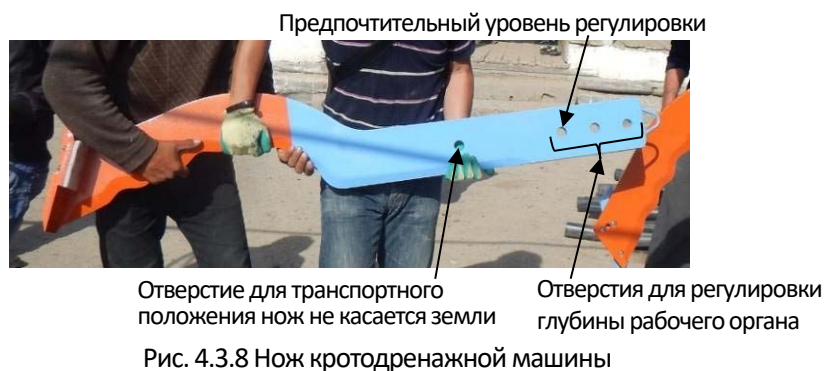 Предпочтительный уровень регулировки
Отверстие для транспортного
положения нож не касается земли
Отверстия для регулировки
глубины рабочего органа
Рис. 4.3.8 Нож кротодренажной машины